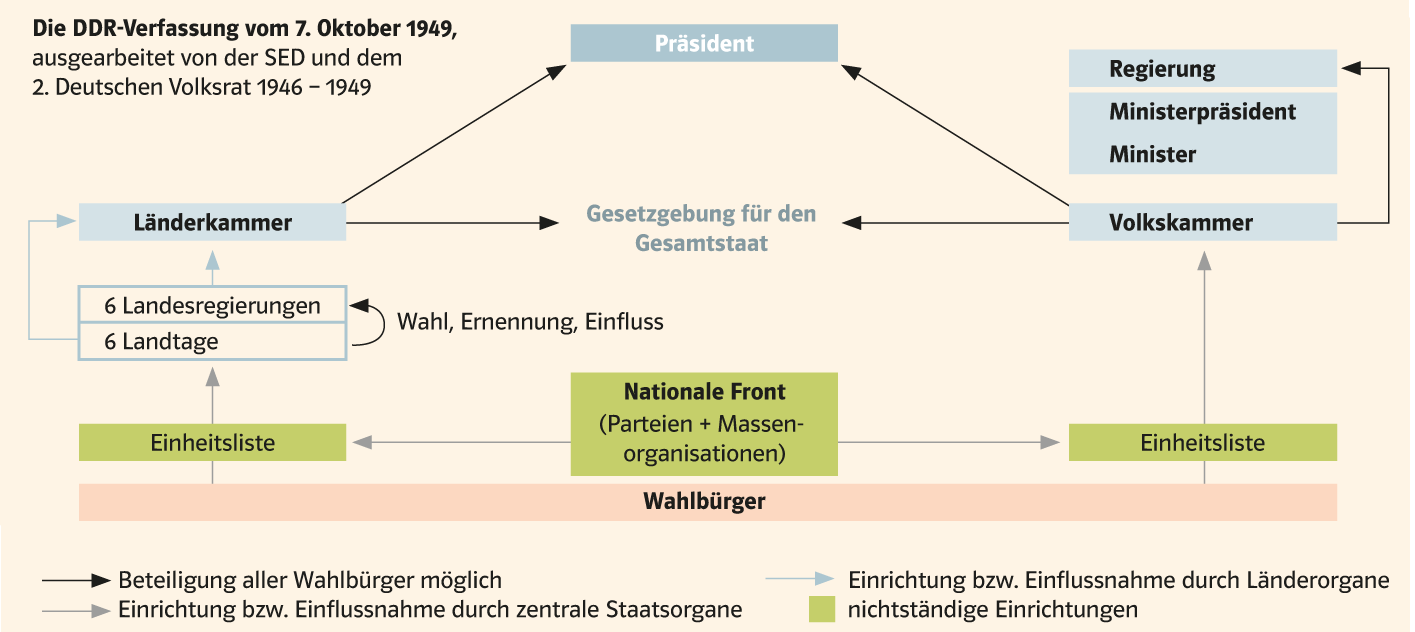 Die DDR-Verfassung vom 7. Oktober 1949,
ausgearbeitet von der SED und dem
2. Deutschen Volksrat 1946 – 1949
Präsident
Regierung
Ministerpräsident
Minister
Länderkammer
Gesetzgebung für den
Gesamtstaat
Volkskammer
6 Landesregierungen
6 Landtage
Wahl, Ernennung, Einfluss
Nationale Front
(Parteien + Massen-
organisationen)
Einheitsliste
Einheitsliste
Wahlbürger
Beteiligung aller Wahlbürger möglich
Einrichtung bzw. Einflussnahme durch zentrale Staatsorgane
Einrichtung bzw. Einflussnahme durch Länderorgane
nichtständige Einrichtungen